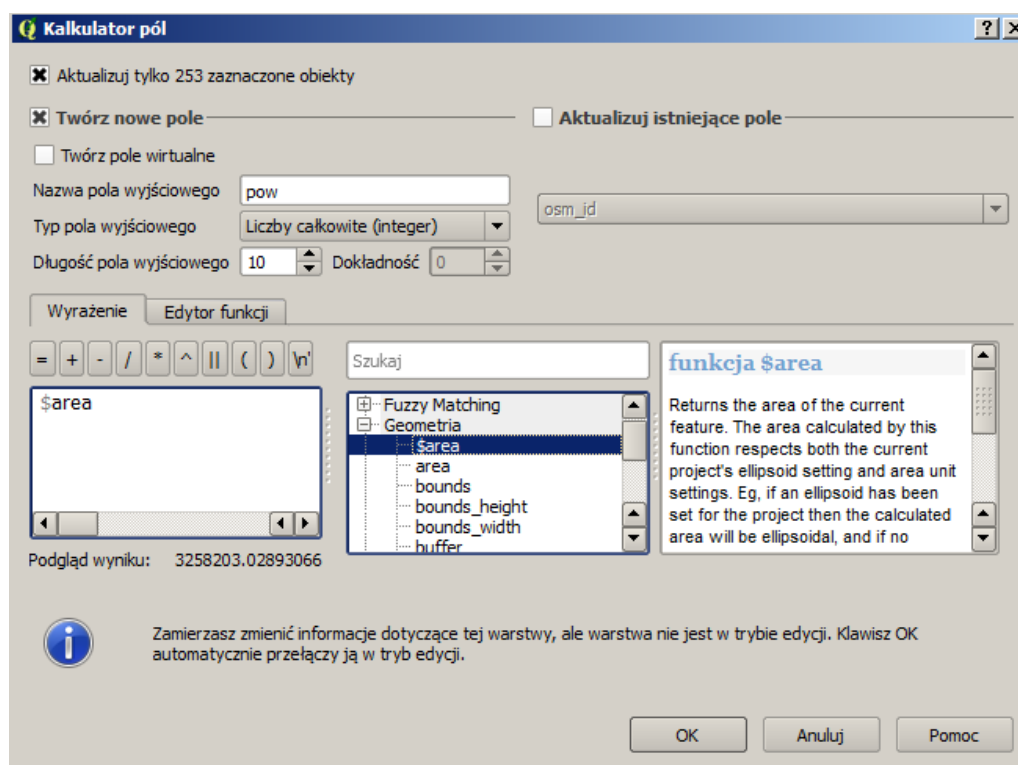 Kalkulator pól
Aktualizuj tylko 253 zaznaczone obiekty
Twórz nowe pole
Aktualizuj istniejące pole
Twórz pole wirtualne
Nazwa pola wyjściowego pow
osm_id
Typ pola wyjściowego Liczby całkowite (integer)
Długość pola wyjściowego 10 Dokładność 0
Wyrażenie Edytor funkcji
= + - / * ^ || ( ) \n'
$area
Podgląd wyniku: 3258203.02893066
Szukaj
Fuzzy Matching
Geometria
$area
area
bounds
bounds_height
bounds_width
buffer
funkcja $area
Returns the area of the current
feature. The area calculated by this
function respects both the current
project's ellipsoid setting and area unit
settings. Eg, if an ellipsoid has been
set for the project then the calculated
area will be ellipsoidal, and if no
Zamierzasz zmienić informacje dotyczące tej warstwy, ale warstwa nie jest w trybie edycji. Klawisz OK
automatycznie przełączy ją w tryb edycji.
OK Anuluj Pomoc